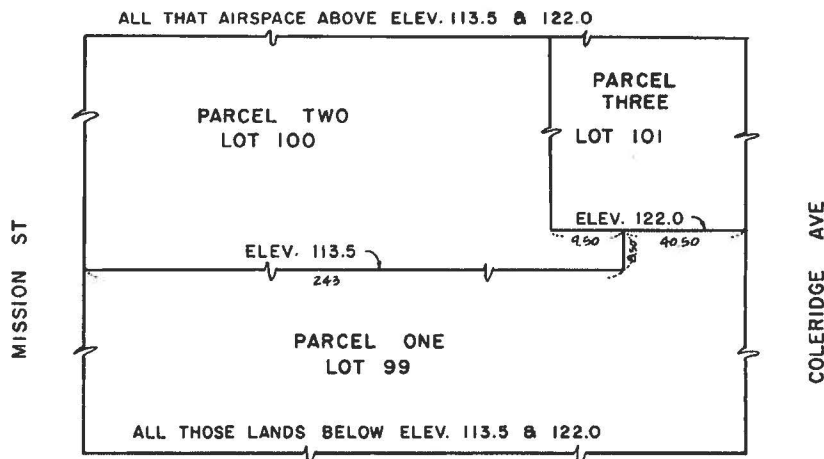 ALL THAT AIRSPACE ABOVE ELEV. 113.5 & 122.0
PARCEL TWO
LOT 100
PARCEL
THREE
LOT 101
ELEV. 122.0
9.50
40.50
8.50
ELEV. 113.5
243
MISSION ST
COLERIDGE AVE
PARCEL ONE
LOT 99
ALL THOSE LANDS BELOW ELEV. 113.5 & 122.0